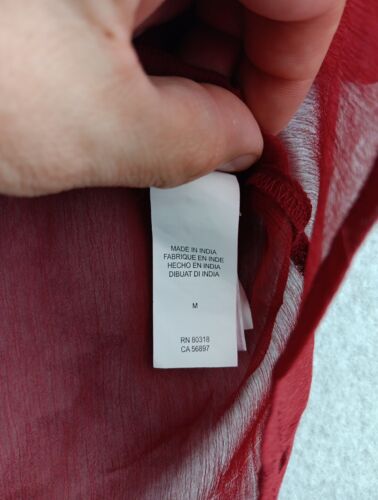 MADE IN INDIA
FABRIQUE EN INDE
HECHO EN INDIA
DIBUAT DI INDIA
M
RN 80318
CA 56897